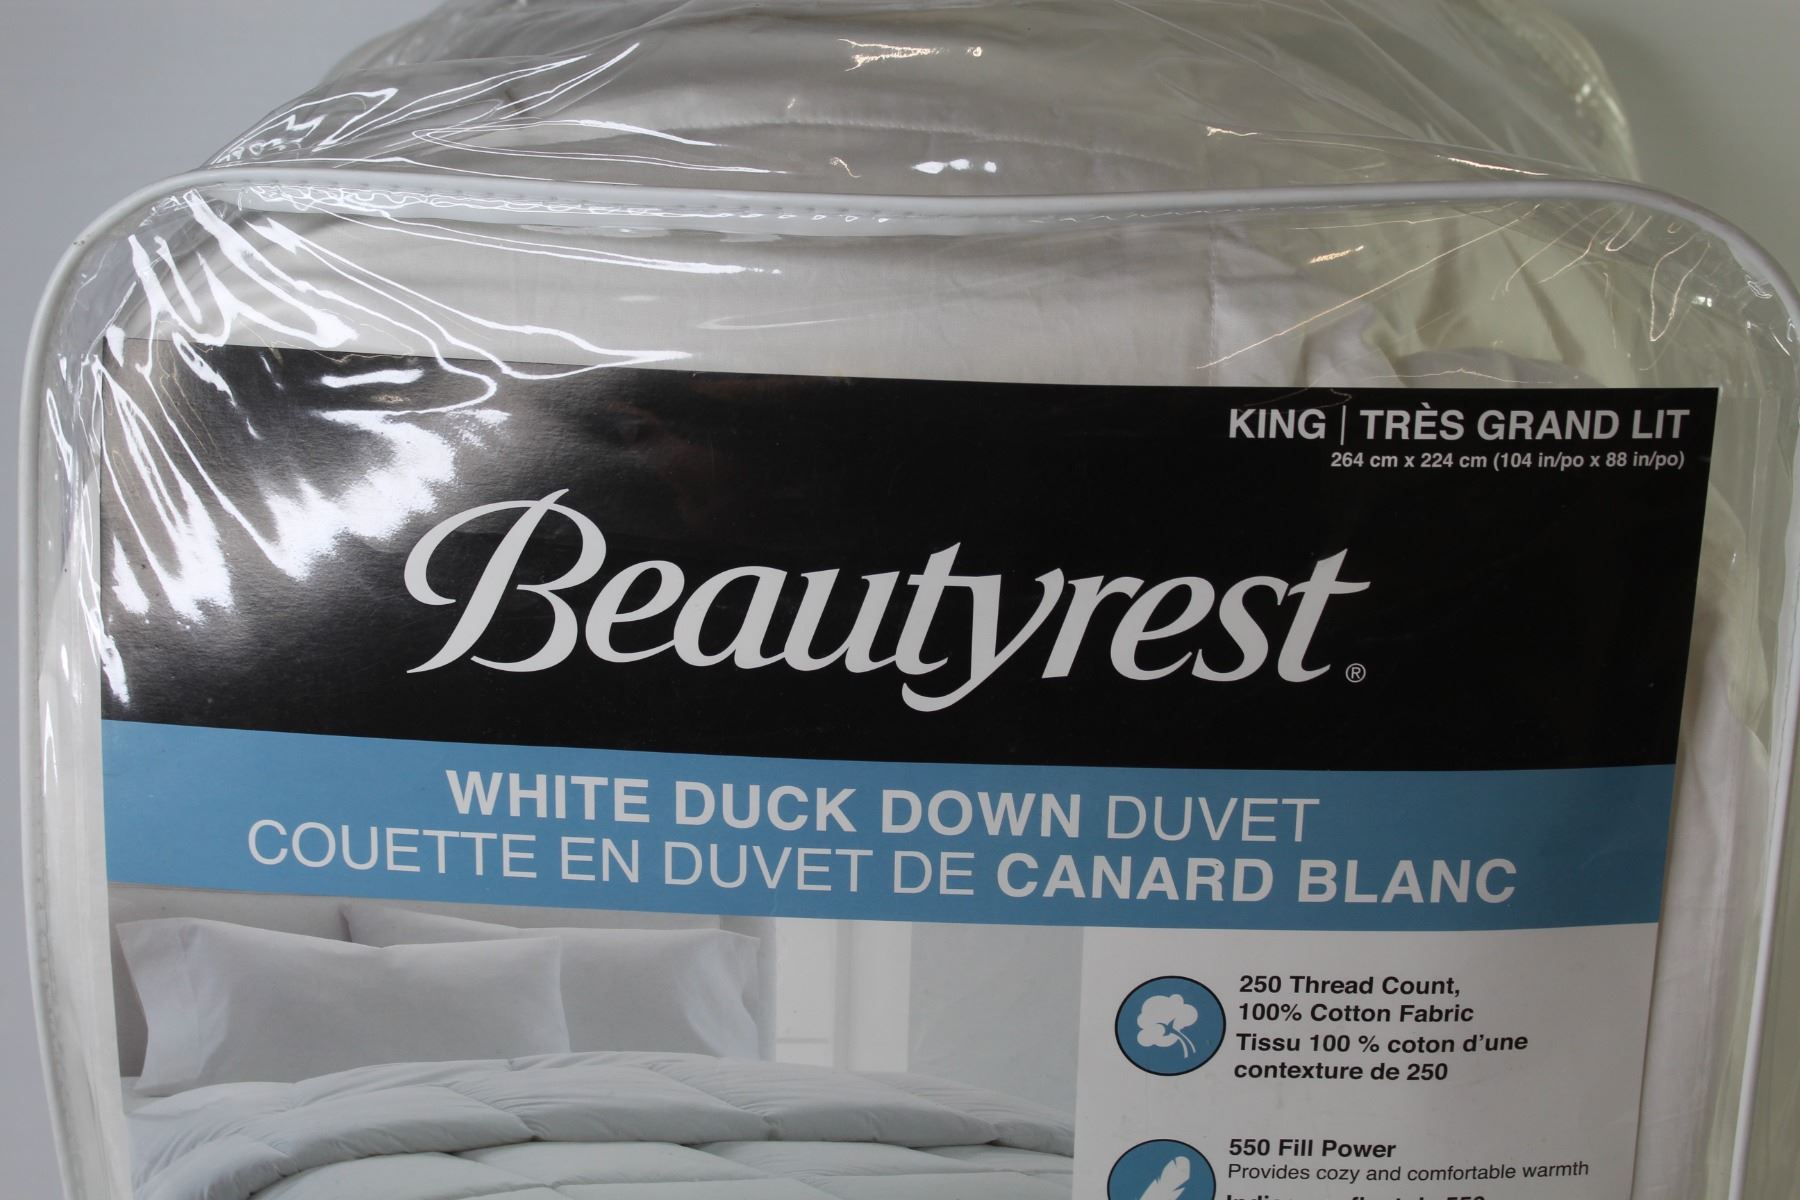 KING | TRÈS GRAND LIT
264 cm x 224 cm (104 in/po x 88 in/po)
Beautyrest®
WHITE DUCK DOWN DUVET
COUETTE EN DUVET DE CANARD BLANC
250 Thread Count,
100% Cotton Fabric
Tissu 100 % coton d'une
contexture de 250
550 Fill Power
Provides cozy and comfortable warmth